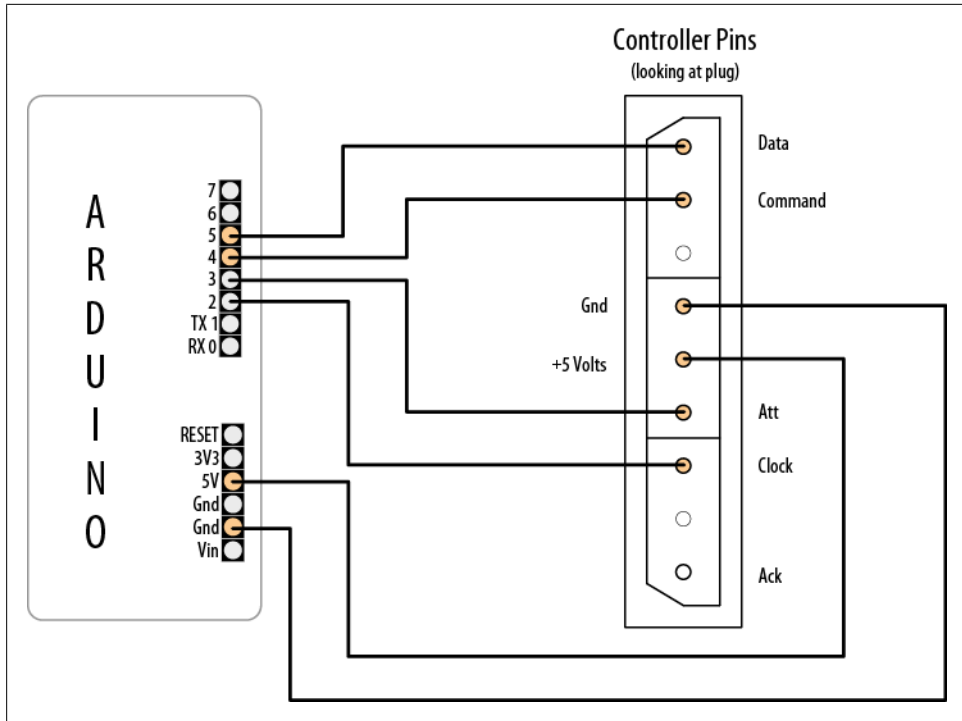 Controller Pins
(looking at plug)
ARDUINO
7
6
5
4
3
2
TX 1
RX 0
RESET
3V3
5V
Gnd
Gnd
Vin
Data
Command
Gnd
+5 Volts
Att
Clock
Ack